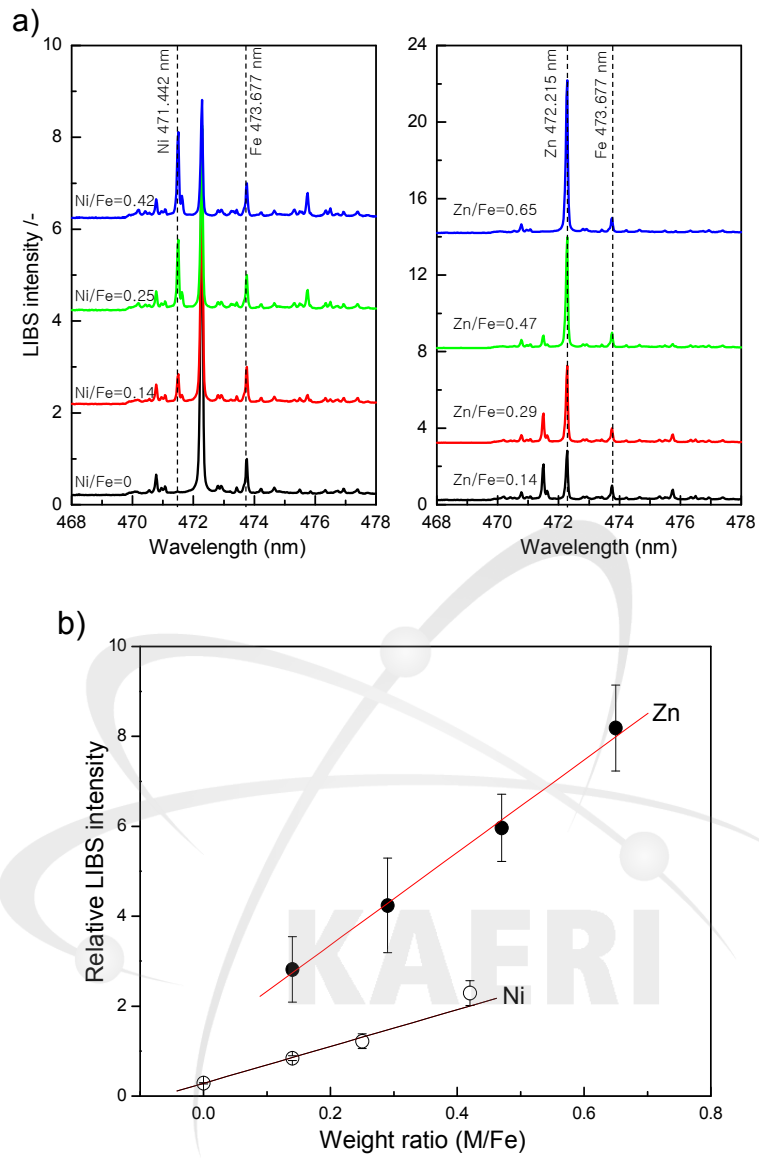 a)
10
8
6
4
2
0
LIBS intensity /-
Ni 471.442 nm
Fe 473.677 nm
Ni/Fe=0.42
Ni/Fe=0.25
Ni/Fe=0.14
Ni/Fe=0
468 470 472 474 476 478
Wavelength (nm)
24
20
16
12
8
4
0
Zn 472.215 nm
Fe 473.677 nm
Zn/Fe=0.65
Zn/Fe=0.47
Zn/Fe=0.29
Zn/Fe=0.14
468 470 472 474 476 478
Wavelength (nm)
b)
10
8
6
4
2
0
Relative LIBS intensity
Zn
Ni
KAERI
0.0 0.2 0.4 0.6 0.8
Weight ratio (M/Fe)